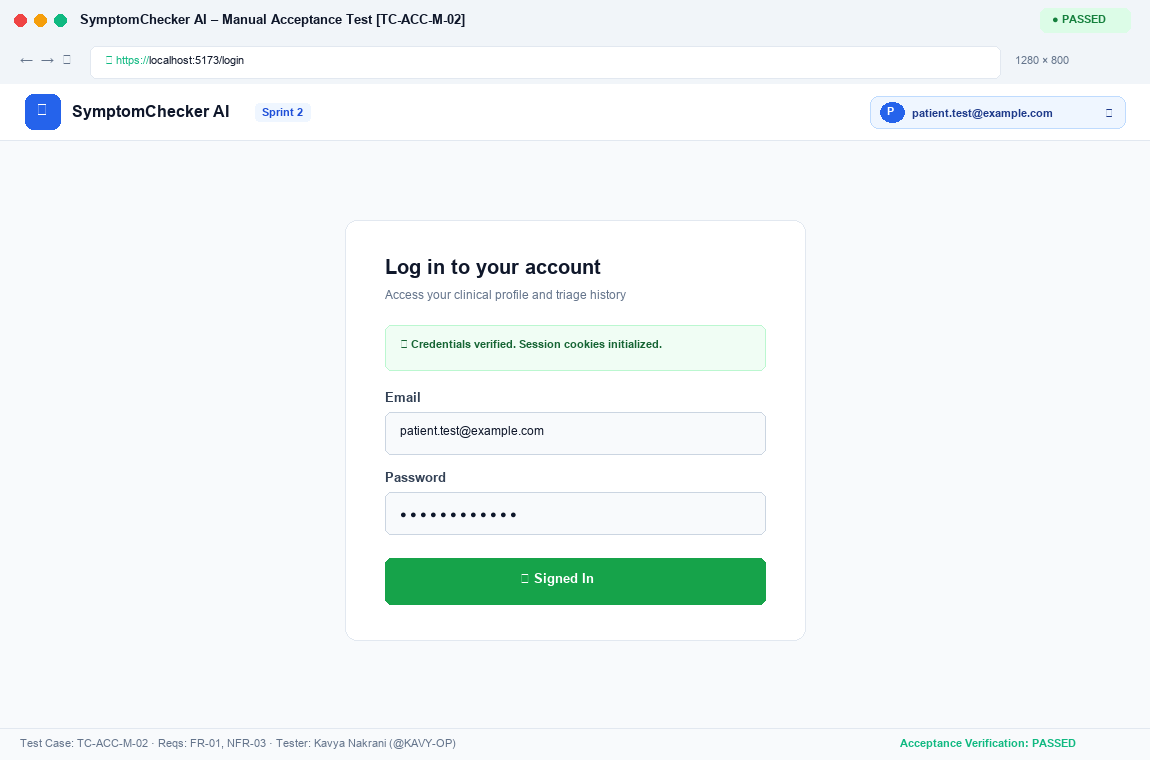 SymptomChecker AI – Manual Acceptance Test [TC-ACC-M-02]
● PASSED
← →
https://localhost:5173/login
1280 × 800
SymptomChecker AI
Sprint 2
P
patient.test@example.com
Log in to your account
Access your clinical profile and triage history
Credentials verified. Session cookies initialized.
Email
patient.test@example.com
Password
●●●●●●●●●●●●
Signed In
Test Case: TC-ACC-M-02 · Reqs: FR-01, NFR-03 · Tester: Kavya Nakrani (@KAVY-OP)
Acceptance Verification: PASSED